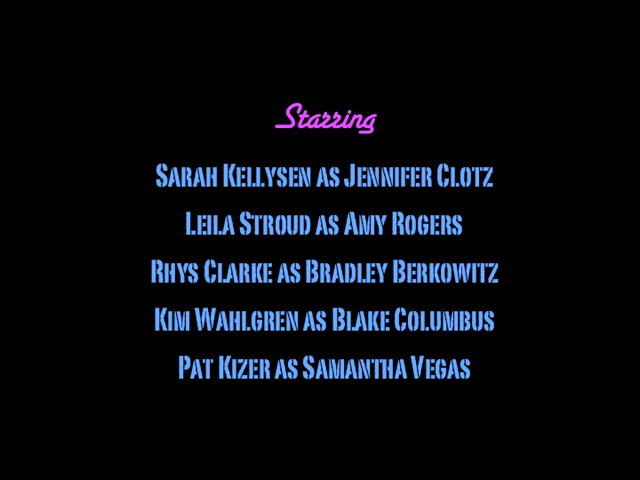 Starring
Sarah Kellysen as Jennifer Clotz
Leila Stroud as Amy Rogers
Rhys Clarke as Bradley Berkowitz
Kim Wahlgren as Blake Columbus
Pat Kizer as Samantha Vegas